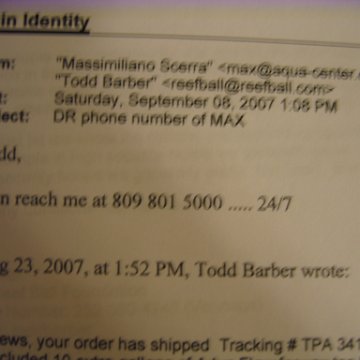 in Identity
m: "Massimiliano Scerra" <max@aqua-center.
"Todd Barber" <reefball@reefball.com>
t: Saturday, September 08, 2007 1:08 PM
ject: DR phone number of MAX
dd,
n reach me at 809 801 5000 ..... 24/7
g 23, 2007, at 1:52 PM, Todd Barber wrote:
ews, your order has shipped Tracking # TPA 341